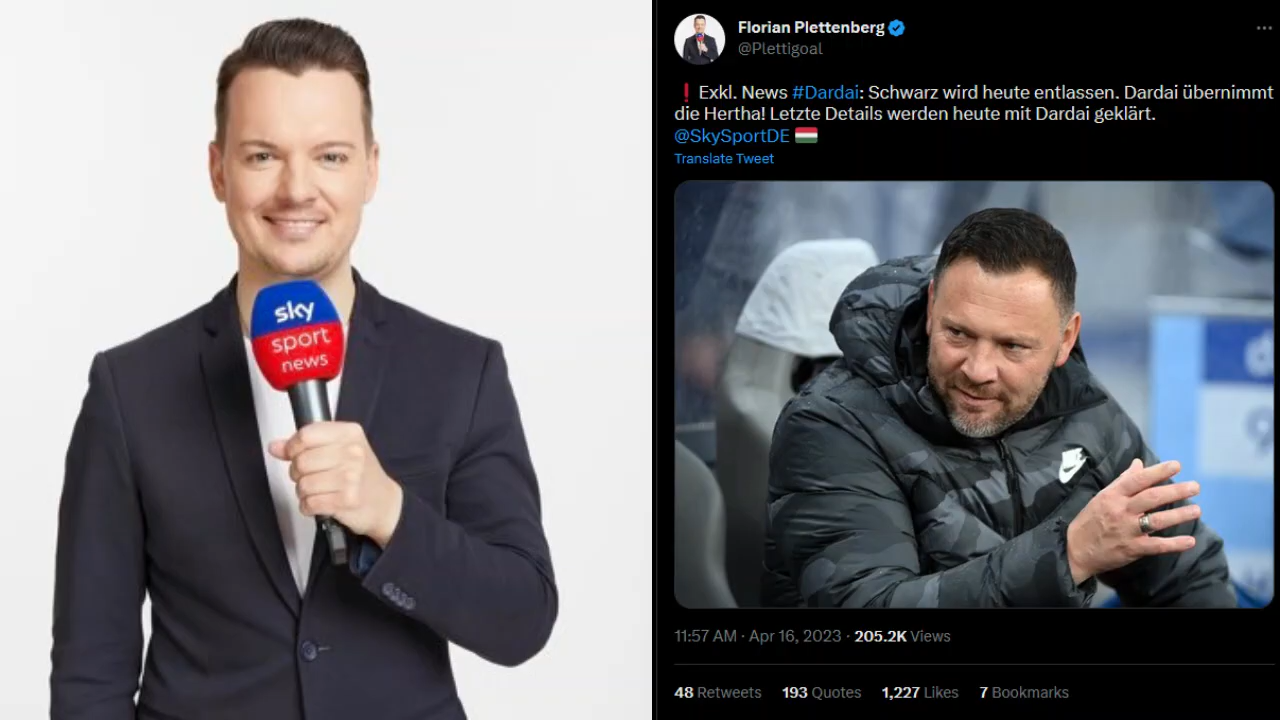 sky
sport
news
Florian Plettenberg
@Plettigoal
❗Exkl. News #Dardai: Schwarz wird heute entlassen. Dardai übernimmt
die Hertha! Letzte Details werden heute mit Dardai geklärt.
@SkySportDE 🇭🇺
Translate Tweet
11:57 AM · Apr 16, 2023 · 205.2K Views
48 Retweets 193 Quotes 1,227 Likes 7 Bookmarks